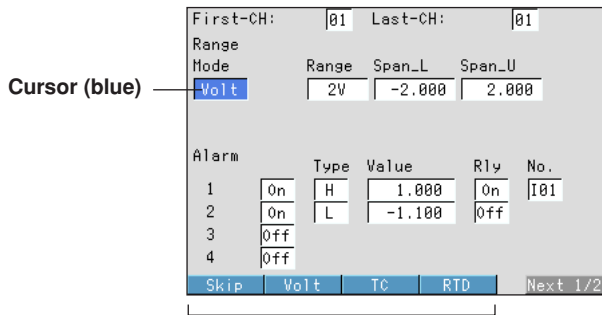 First-CH: 01 Last-CH: 01
Range
Mode Range Span_L Span_U
Cursor (blue) Volt 2V -2.000 2.000
Alarm Type Value Rly No.
1 On H 1.000 On I01
2 On L -1.100 Off
3 Off
4 Off
Skip Volt TC RTD Next 1/2